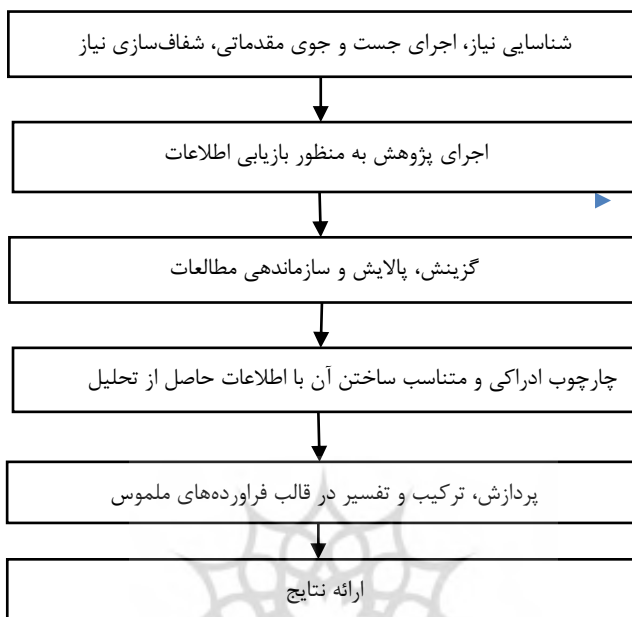 شناسایی نیاز، اجرای جست و جوی مقدماتی، شفاف‌سازی نیاز
اجرای پژوهش به منظور بازیابی اطلاعات
گزینش، پالایش و سازماندهی مطالعات
چارچوب ادراکی و متناسب ساختن آن با اطلاعات حاصل از تحلیل
پردازش، ترکیب و تفسیر در قالب فراورده‌های ملموس
ارائه نتایج